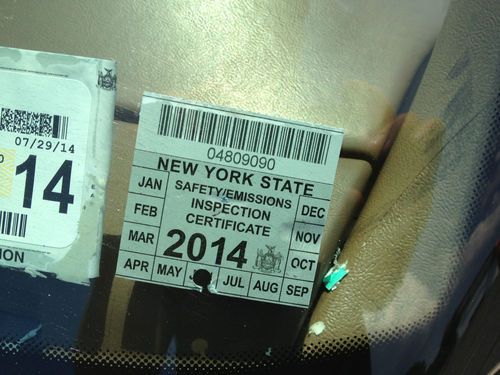 07/29/14
14
ION
04809090
NEW YORK STATE
SAFETY/EMISSIONS
INSPECTION
CERTIFICATE
2014
JAN
FEB
MAR
APR
MAY
JUL
AUG
SEP
OCT
NOV
DEC